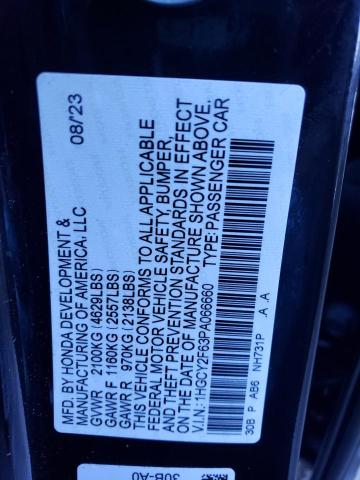 MFD. BY HONDA DEVELOPMENT & 08/23
MANUFACTURING OF AMERICA, LLC
GVWR 2100KG (4629LBS)
GAWR F 1160KG (2557LBS)
GAWR R 970KG (2138LBS)
THIS VEHICLE CONFORMS TO ALL APPLICABLE
FEDERAL MOTOR VEHICLE SAFETY, BUMPER,
AND THEFT PREVENTION STANDARDS IN EFFECT
ON THE DATE OF MANUFACTURE SHOWN ABOVE.
V.I.N.:1HGCY2F63PA066660 TYPE:PASSENGER CAR
30B P AB6 NH731P .A .A
30B-A0